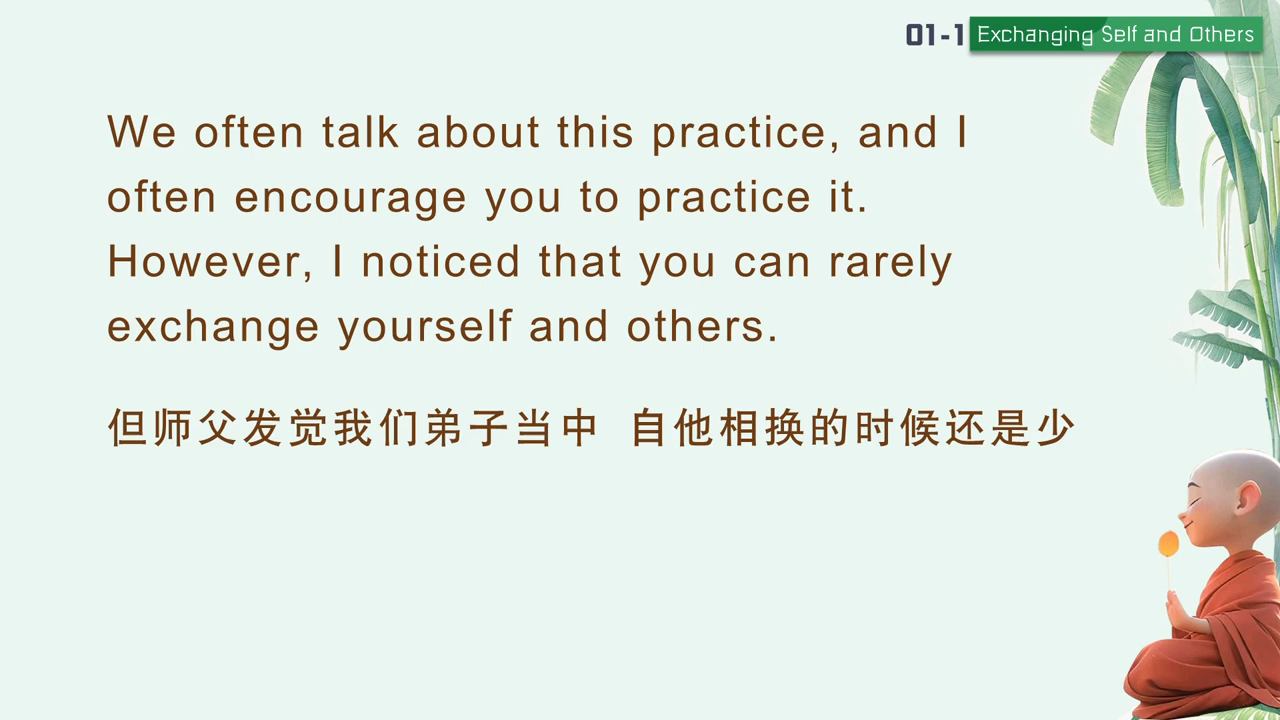 01-1 Exchanging Self and Others
We often talk about this practice, and I
often encourage you to practice it.
However, I noticed that you can rarely
exchange yourself and others.
但师父发觉我们弟子当中 自他相换的时候还是少